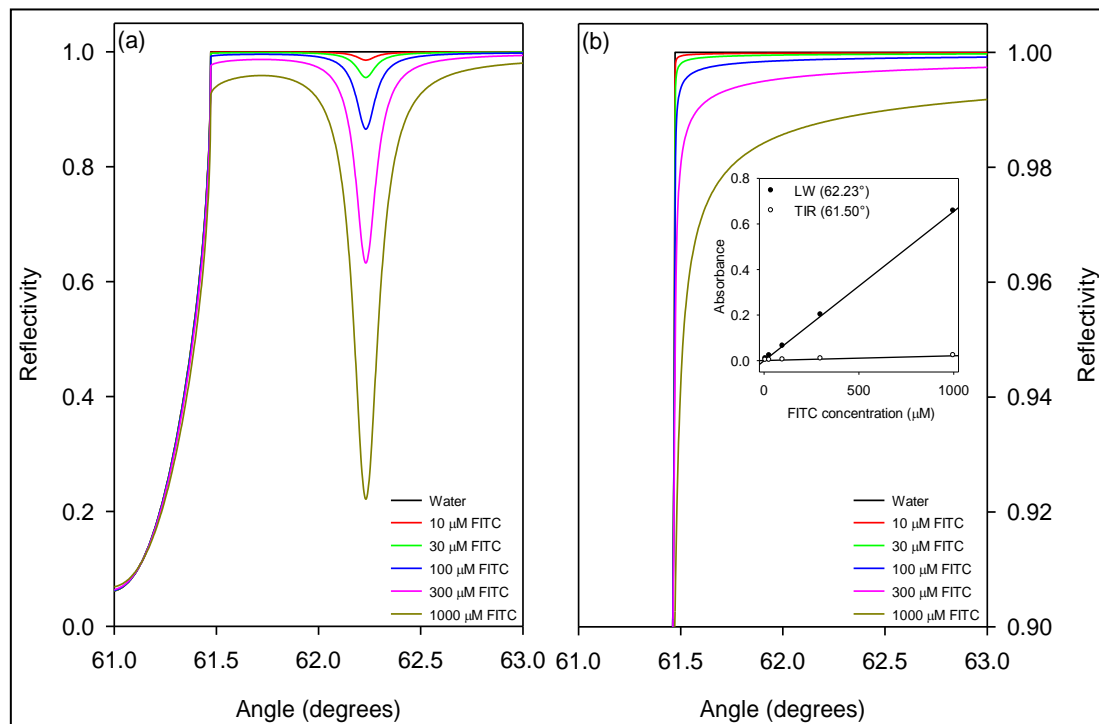 (a)
1.0
0.8
0.6
0.4
0.2
0.0
Reflectivity
61.0 61.5 62.0 62.5 63.0
Angle (degrees)
Water
10 μM FITC
30 μM FITC
100 μM FITC
300 μM FITC
1000 μM FITC
(b)
1.00
0.98
0.96
0.94
0.92
0.90
Reflectivity
61.0 61.5 62.0 62.5 63.0
Angle (degrees)
0.8
0.6
0.4
0.2
0.0
Absorbance
LW (62.23°)
TIR (61.50°)
0 500 1000
FITC concentration (μM)
Water
10 μM FITC
30 μM FITC
100 μM FITC
300 μM FITC
1000 μM FITC